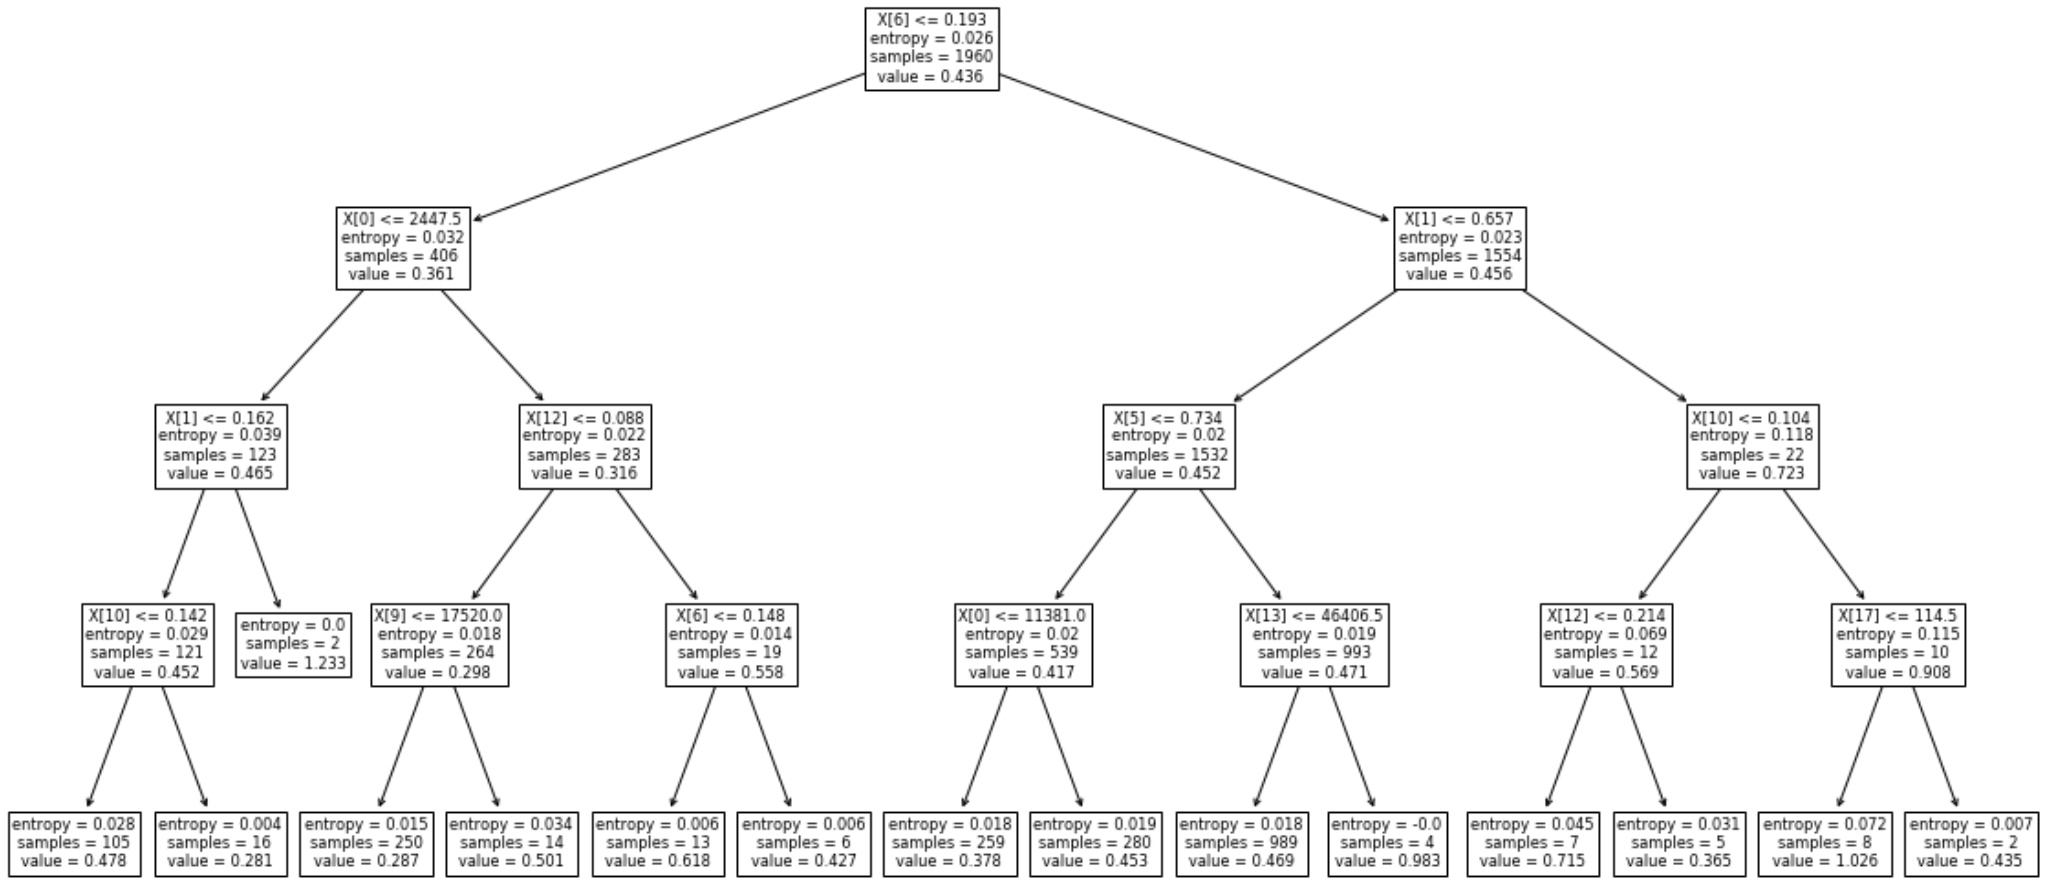 X[6] <= 0.193
entropy = 0.026
samples = 1960
value = 0.436
X[0] <= 2447.5
entropy = 0.032
samples = 406
value = 0.361
X[1] <= 0.657
entropy = 0.023
samples = 1554
value = 0.456
X[1] <= 0.162
entropy = 0.039
samples = 123
value = 0.465
X[12] <= 0.088
entropy = 0.022
samples = 283
value = 0.316
X[5] <= 0.734
entropy = 0.02
samples = 1532
value = 0.452
X[10] <= 0.104
entropy = 0.118
samples = 22
value = 0.723
X[10] <= 0.142
entropy = 0.029
samples = 121
value = 0.452
entropy = 0.0
samples = 2
value = 1.233
X[9] <= 17520.0
entropy = 0.018
samples = 264
value = 0.298
X[6] <= 0.148
entropy = 0.014
samples = 19
value = 0.558
X[0] <= 11381.0
entropy = 0.02
samples = 539
value = 0.417
X[13] <= 46406.5
entropy = 0.019
samples = 993
value = 0.471
X[12] <= 0.214
entropy = 0.069
samples = 12
value = 0.569
X[17] <= 114.5
entropy = 0.115
samples = 10
value = 0.908
entropy = 0.028
samples = 105
value = 0.478
entropy = 0.004
samples = 16
value = 0.281
entropy = 0.015
samples = 250
value = 0.287
entropy = 0.034
samples = 14
value = 0.501
entropy = 0.006
samples = 13
value = 0.618
entropy = 0.006
samples = 6
value = 0.427
entropy = 0.018
samples = 259
value = 0.378
entropy = 0.019
samples = 280
value = 0.453
entropy = 0.018
samples = 989
value = 0.469
entropy = -0.0
samples = 4
value = 0.983
entropy = 0.045
samples = 7
value = 0.715
entropy = 0.031
samples = 5
value = 0.365
entropy = 0.072
samples = 8
value = 1.026
entropy = 0.007
samples = 2
value = 0.435